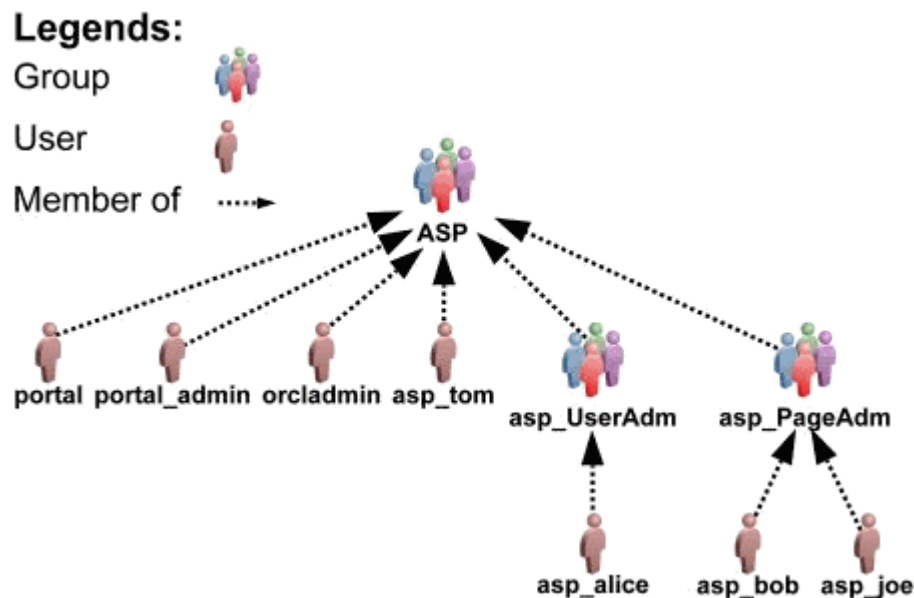 Legends:
Group
User
Member of
ASP
portal portal_admin orcladmin asp_tom
asp_UserAdm asp_PageAdm
asp_alice asp_bob asp_joe